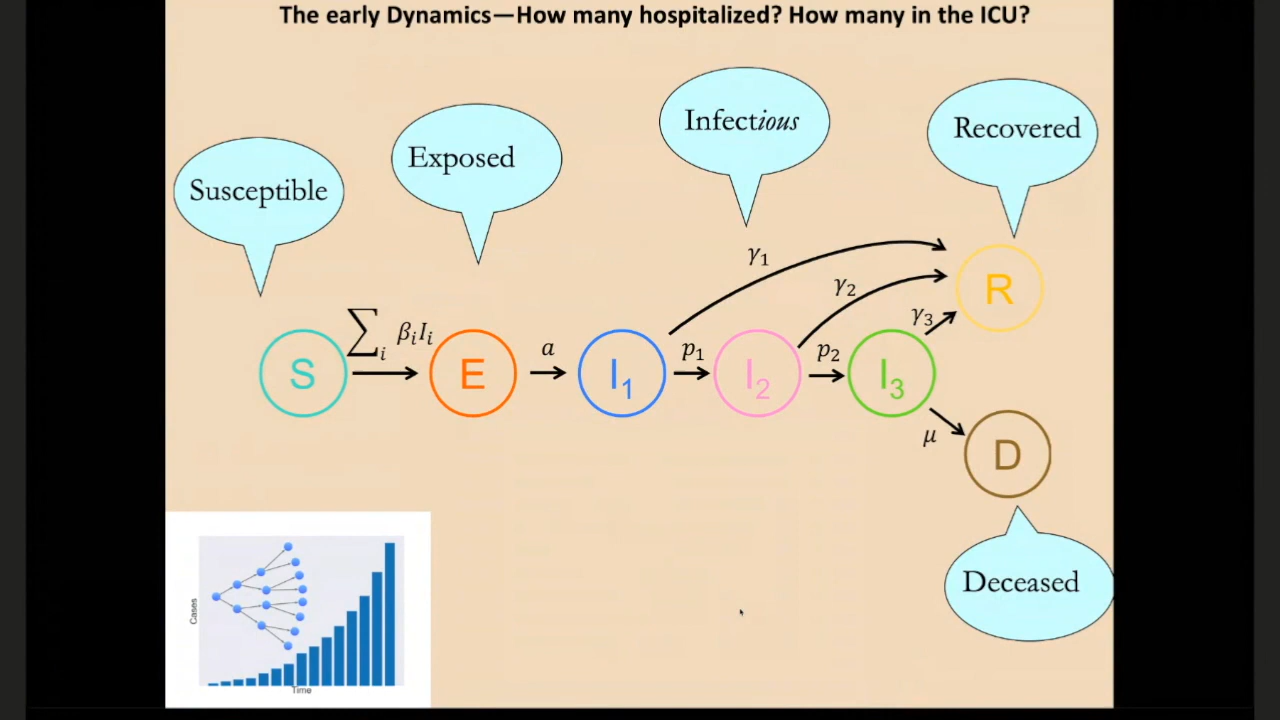 The early Dynamics—How many hospitalized? How many in the ICU?
Susceptible
Exposed
Infectious
Recovered
S
∑ᵢ βᵢIᵢ
E
a
I₁
p₁
I₂
p₂
I₃
γ₁
γ₂
γ₃
R
μ
D
Deceased
Cases
Time